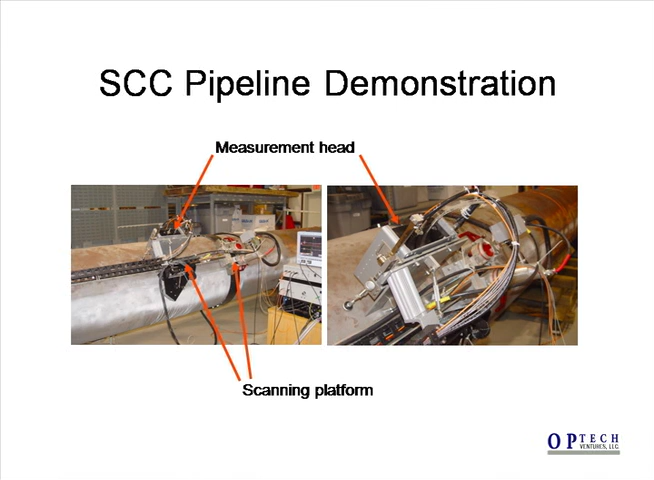 SCC Pipeline Demonstration
Measurement head
Scanning platform
OPTECH
VENTURES, LLC